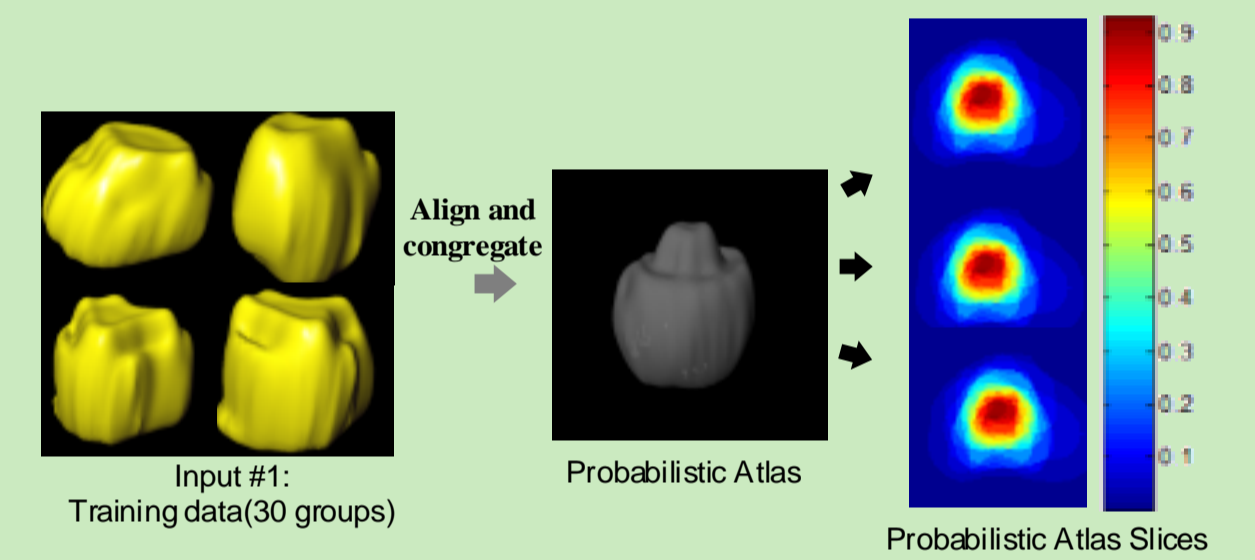 Align and
congregate
Input #1:
Training data(30 groups)
Probabilistic Atlas
0.9
0.8
0.7
0.6
0.5
0.4
0.3
0.2
0.1
Probabilistic Atlas Slices